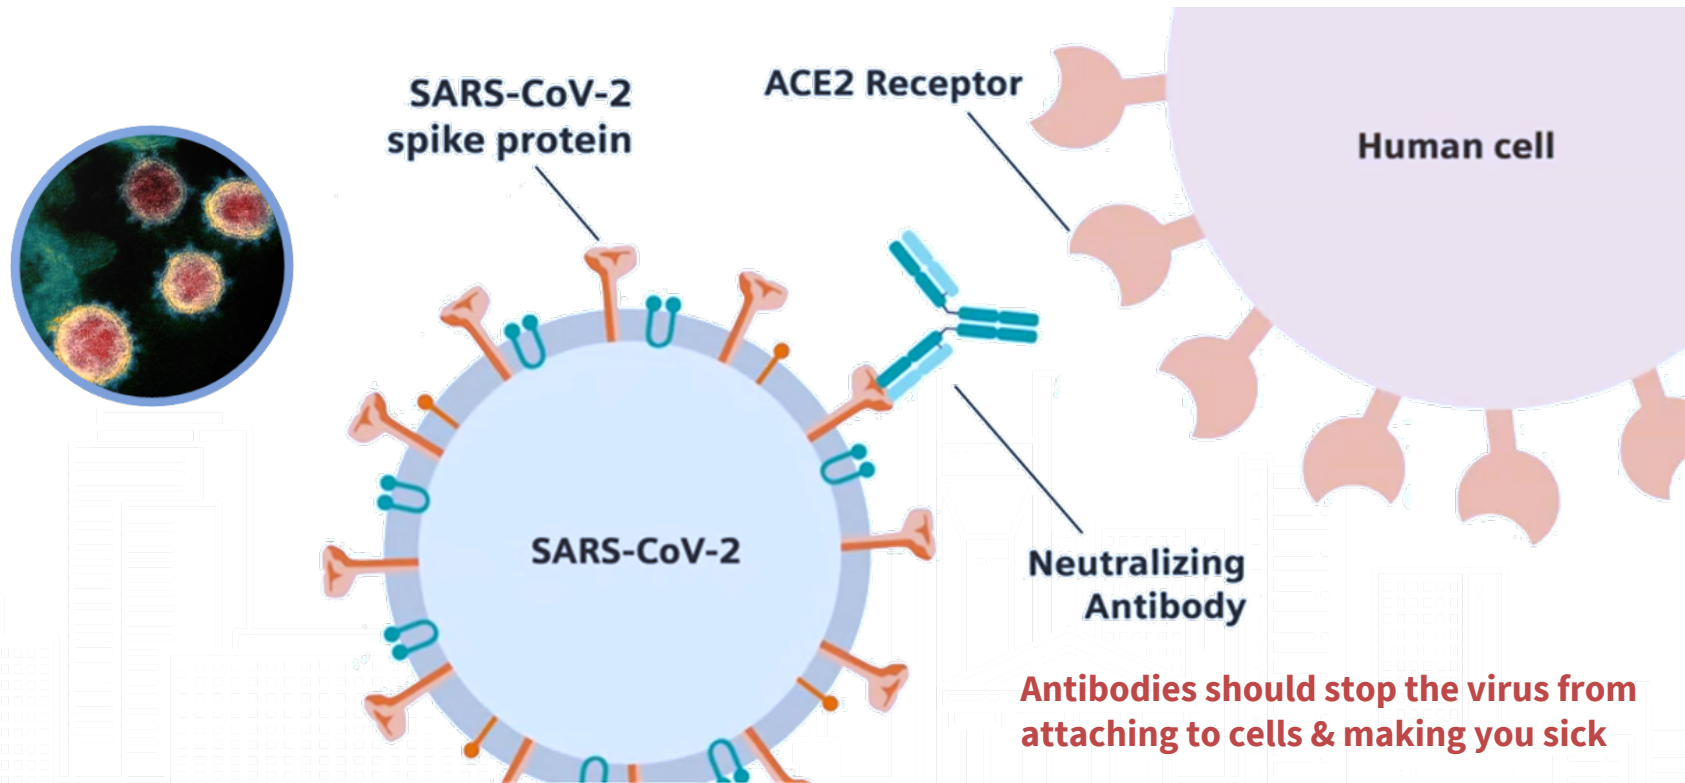 SARS-CoV-2
spike protein
ACE2 Receptor
Human cell
SARS-CoV-2
Neutralizing
Antibody
Antibodies should stop the virus from
attaching to cells & making you sick